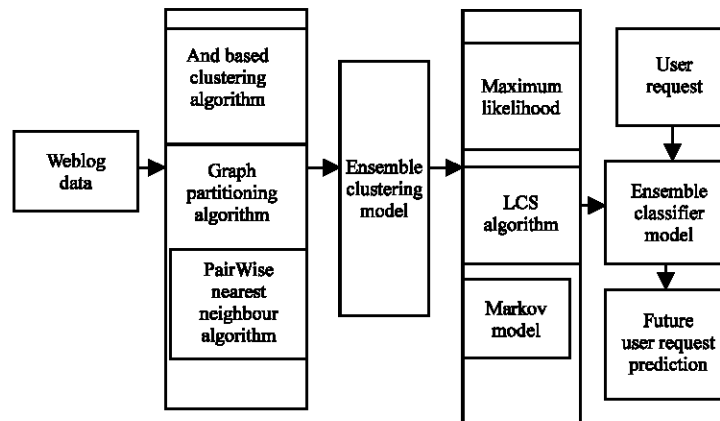 Weblog
data
And based
clustering
algorithm
Graph
partitioning
algorithm
PairWise
nearest
neighbour
algorithm
Ensemble
clustering
model
Maximum
likelihood
LCS
algorithm
Markov
model
User
request
Ensemble
classifier
model
Future
user request
prediction